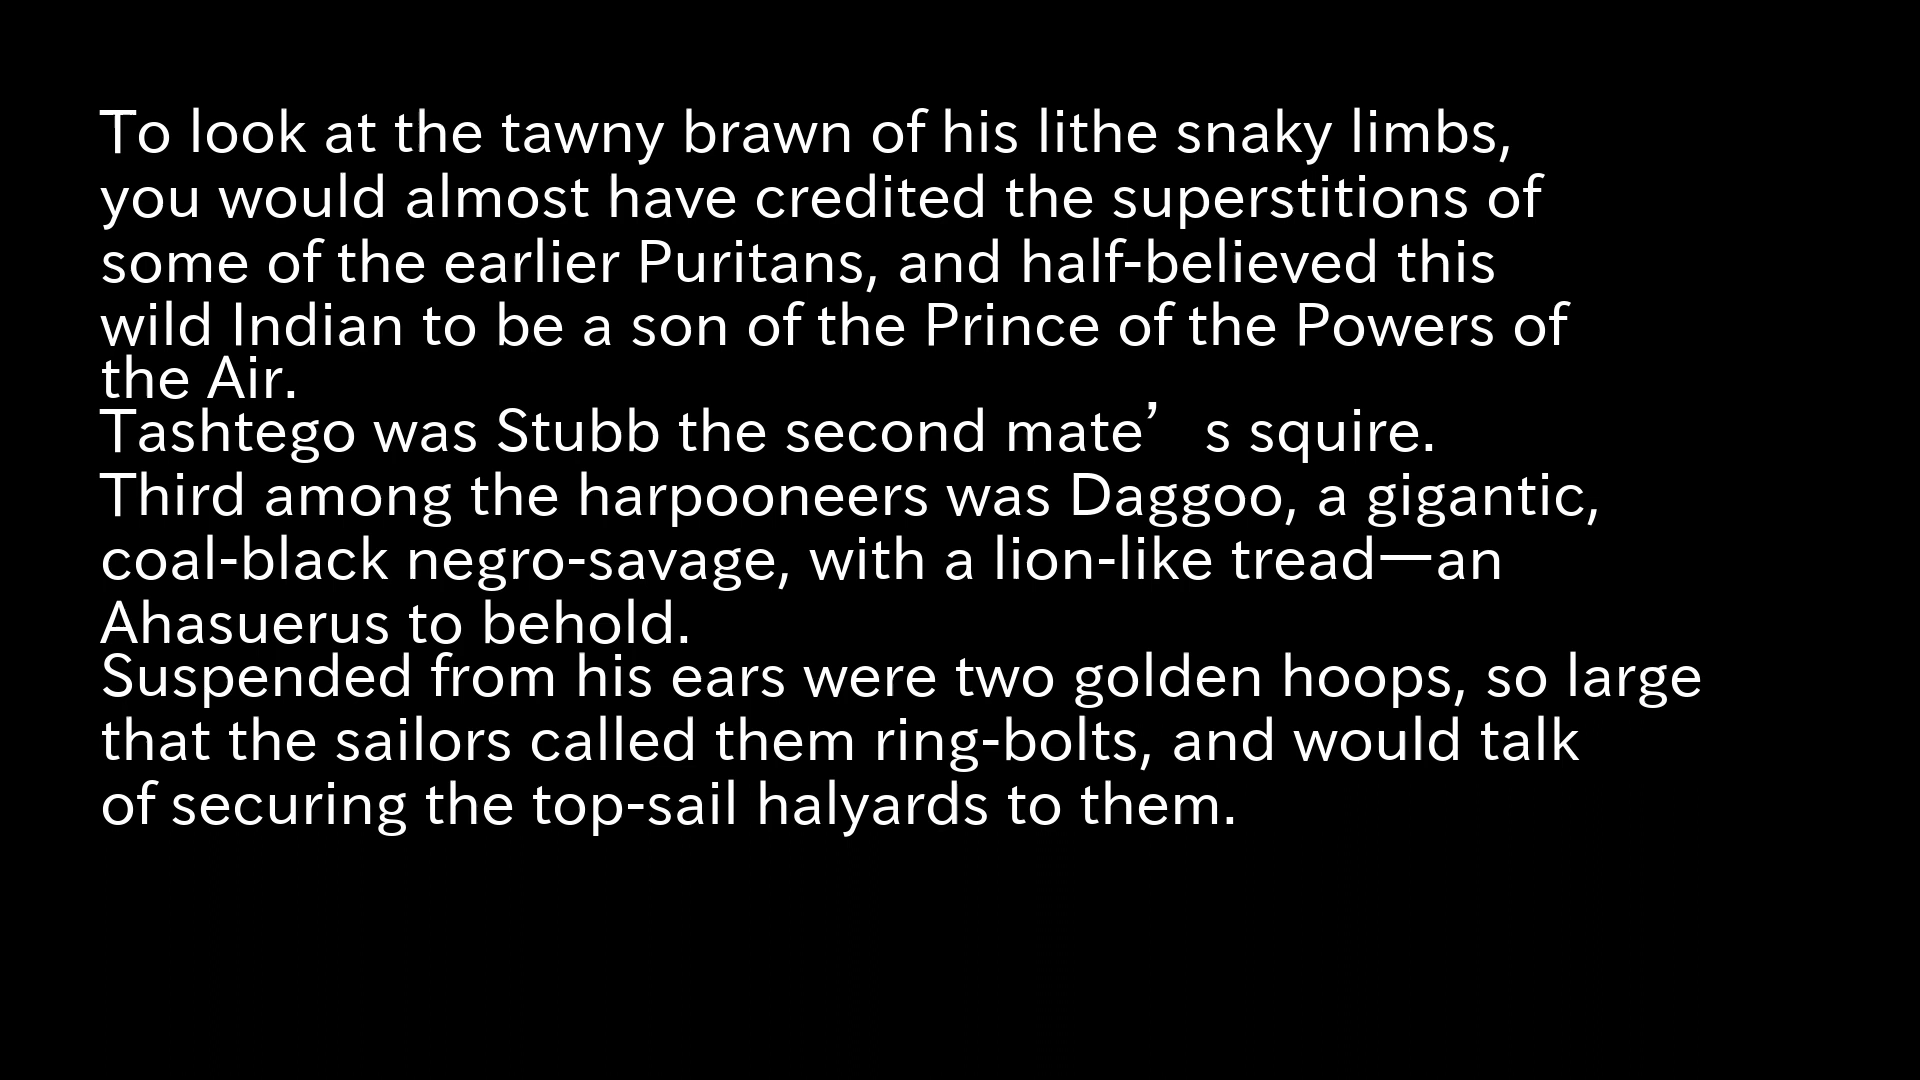 To look at the tawny brawn of his lithe snaky limbs,
you would almost have credited the superstitions of
some of the earlier Puritans, and half-believed this
wild Indian to be a son of the Prince of the Powers of
the Air.
Tashtego was Stubb the second mate’s squire.
Third among the harpooneers was Daggoo, a gigantic,
coal-black negro-savage, with a lion-like tread—an
Ahasuerus to behold.
Suspended from his ears were two golden hoops, so large
that the sailors called them ring-bolts, and would talk
of securing the top-sail halyards to them.